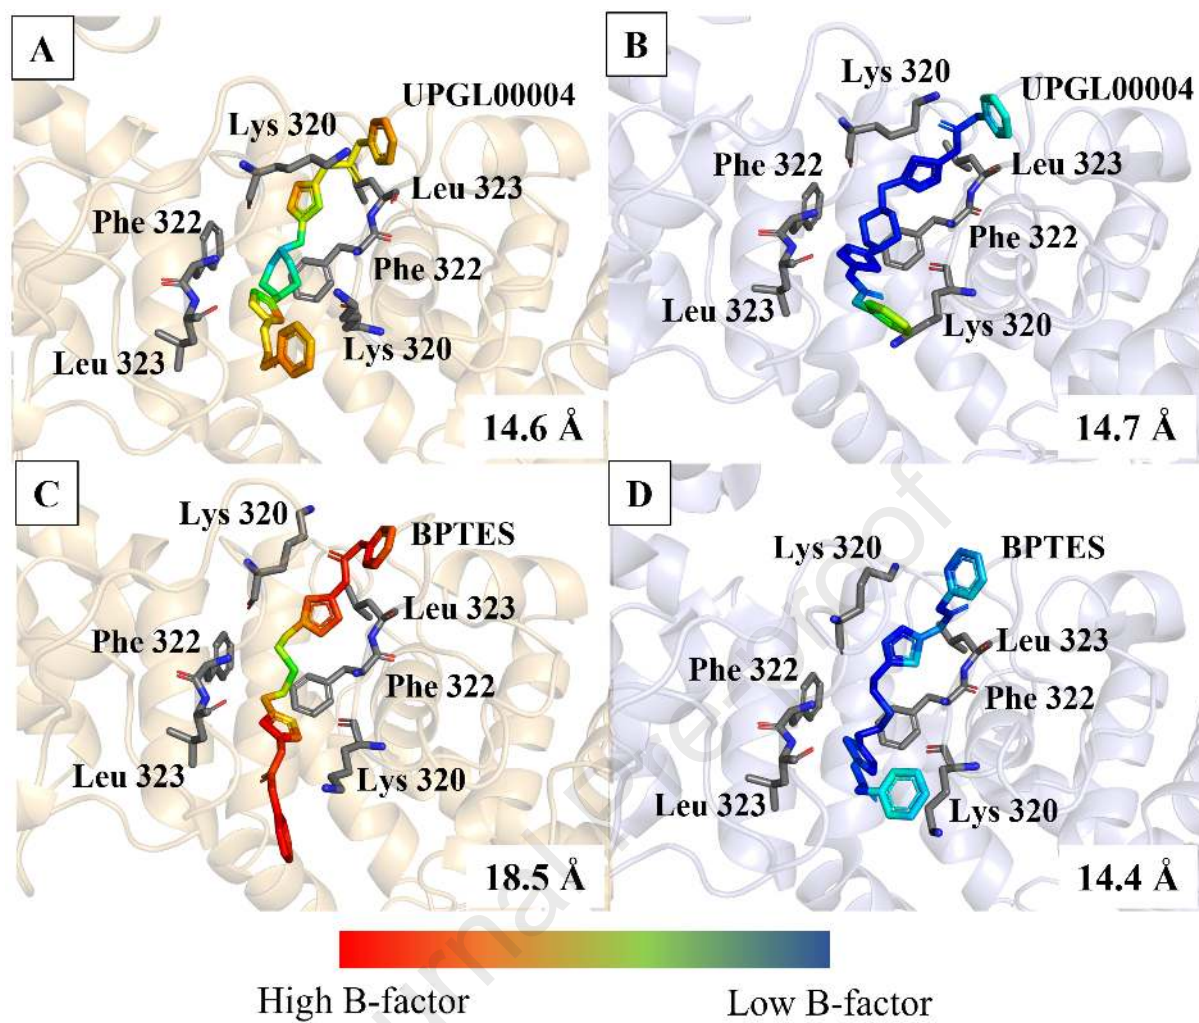 A
UPGL00004
Lys 320
Leu 323
Phe 322
Phe 322
Lys 320
Leu 323
14.6 Å
B
Lys 320
UPGL00004
Phe 322
Leu 323
Phe 322
Leu 323
Lys 320
14.7 Å
C
Lys 320
BPTES
Leu 323
Phe 322
Phe 322
Leu 323
Lys 320
18.5 Å
D
Lys 320
BPTES
Leu 323
Phe 322
Phe 322
Leu 323
Lys 320
14.4 Å
High B-factor
Low B-factor